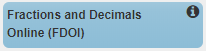 Fractions and Decimals
Online (FDOI)